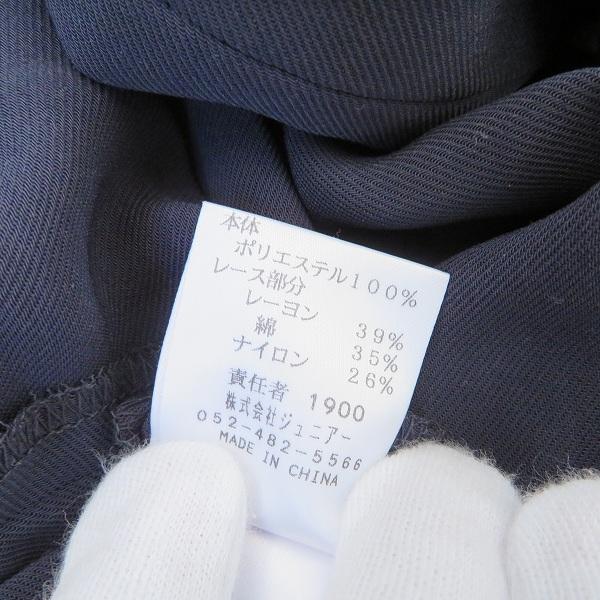 本体
ポリエステル100%
レース部分
レーヨン 39%
綿 35%
ナイロン 26%
責任者 1900
株式会社ジュニアー
052-482-5566
MADE IN CHINA